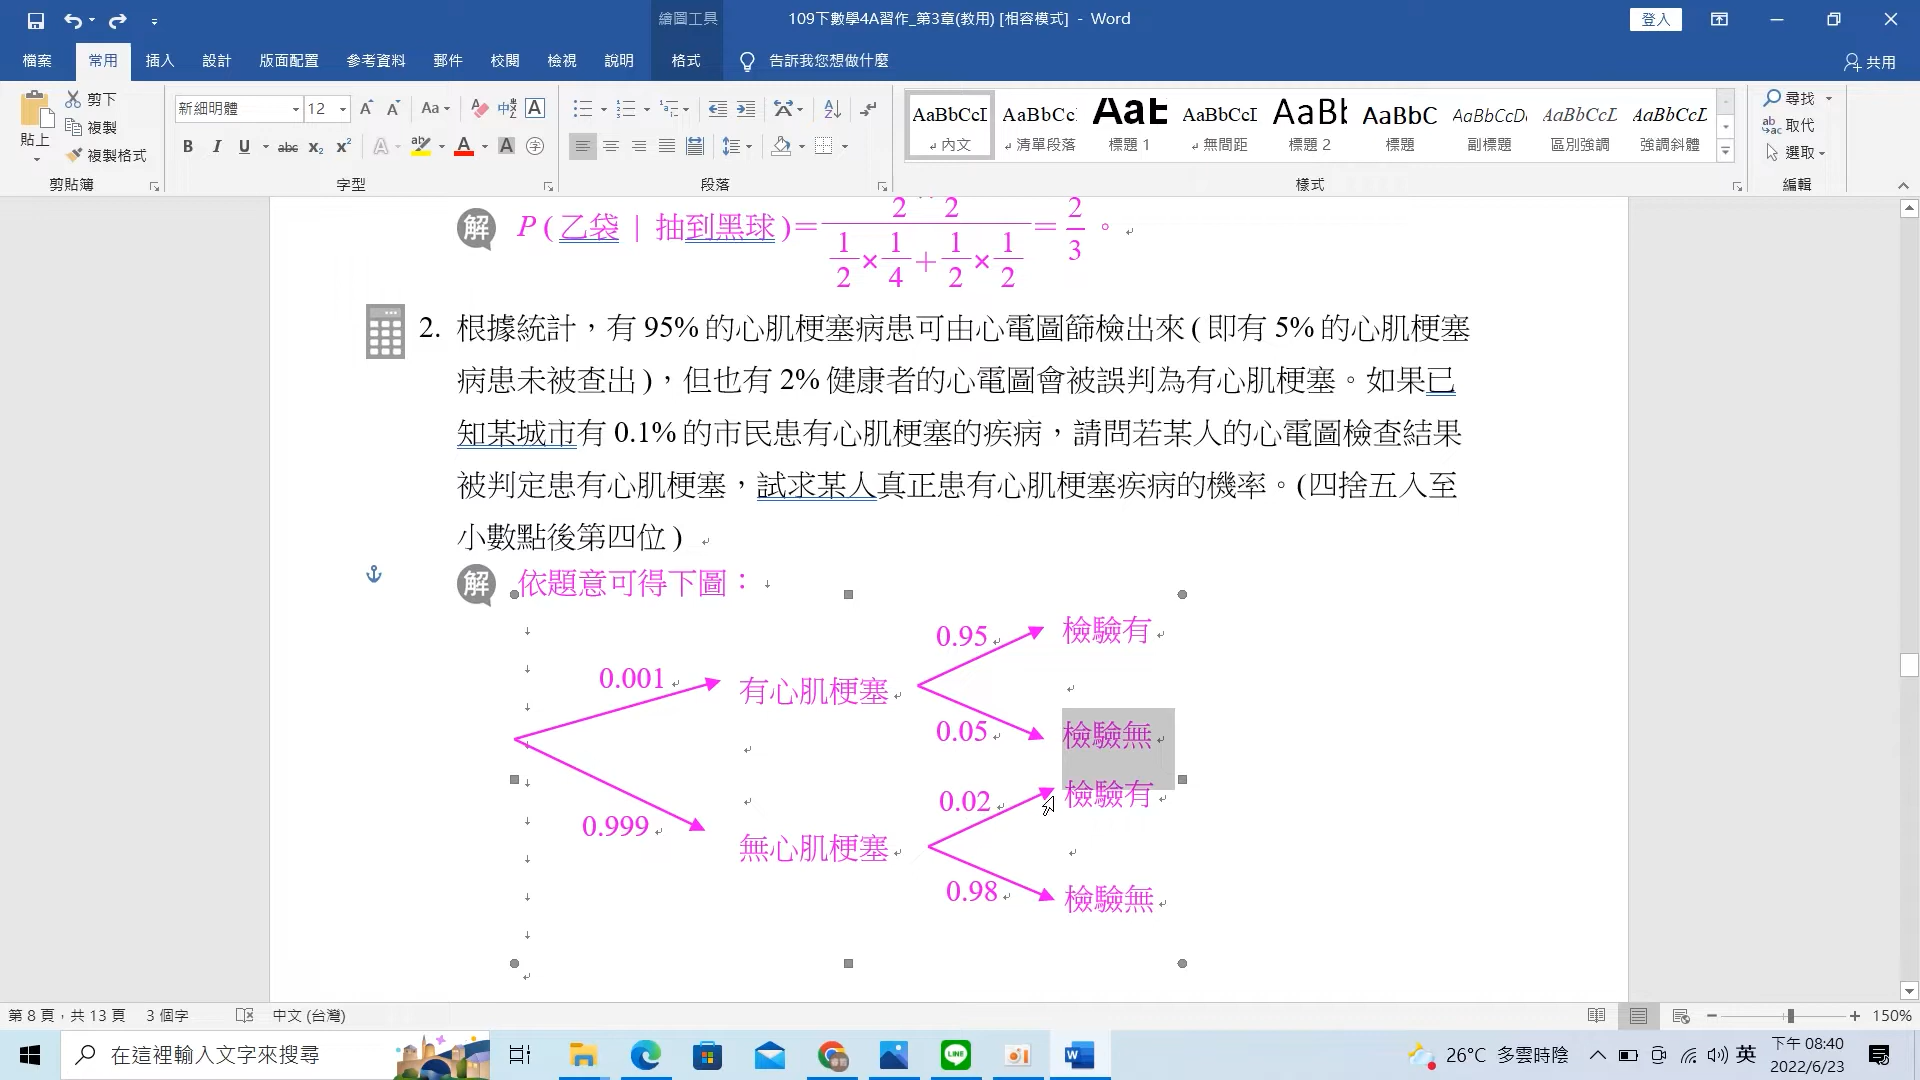 繪圖工具
109下數學4A習作_第3章(教用) [相容模式] - Word
登入
檔案 常用 插入 設計 版面配置 參考資料 郵件 校閱 檢視 說明 格式 告訴我您想做什麼 共用
貼上
剪下
複製
複製格式
剪貼簿
新細明體 12
字型
段落
AaBbCcI AaBbCcI AaE AaBbCcI AaBb AaBbC AaBbCcDı AaBbCcL AaBbCcL
內文 清單段落 標題 1 無間距 標題 2 標題 副標題 區別強調 強調斜體
樣式
尋找
取代
選取
編輯
2 2 2
解 P ( 乙袋 | 抽到黑球 )＝ ＝ 。
1 1 1 1 3
×＋×
2 4 2 2
2. 根據統計，有 95% 的心肌梗塞病患可由心電圖篩檢出來 ( 即有 5% 的心肌梗塞
病患未被查出 )，但也有 2% 健康者的心電圖會被誤判為有心肌梗塞。如果已
知某城市有 0.1% 的市民患有心肌梗塞的疾病，請問若某人的心電圖檢查結果
被判定患有心肌梗塞，試求某人真正患有心肌梗塞疾病的機率。(四捨五入至
小數點後第四位 )
解 依題意可得下圖：
0.95 檢驗有
0.001 有心肌梗塞
0.05 檢驗無
0.02 檢驗有
0.999 無心肌梗塞
0.98 檢驗無
第 8 頁，共 13 頁 3 個字 中文 (台灣) 150%
在這裡輸入文字來搜尋
26°C 多雲時陰 英
下午 08:40
2022/6/23